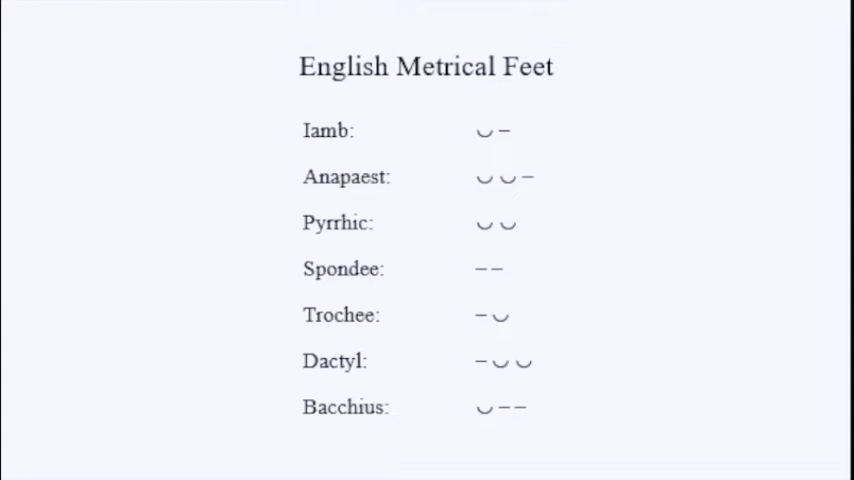 English Metrical Feet
Iamb: ◡ –
Anapaest: ◡ ◡ –
Pyrrhic: ◡ ◡
Spondee: – –
Trochee: – ◡
Dactyl: – ◡ ◡
Bacchius: ◡ – –